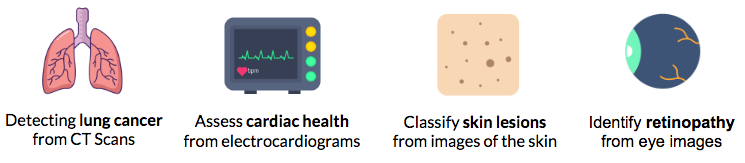 bpm
Detecting lung cancer
from CT Scans
Assess cardiac health
from electrocardiograms
Classify skin lesions
from images of the skin
Identify retinopathy
from eye images